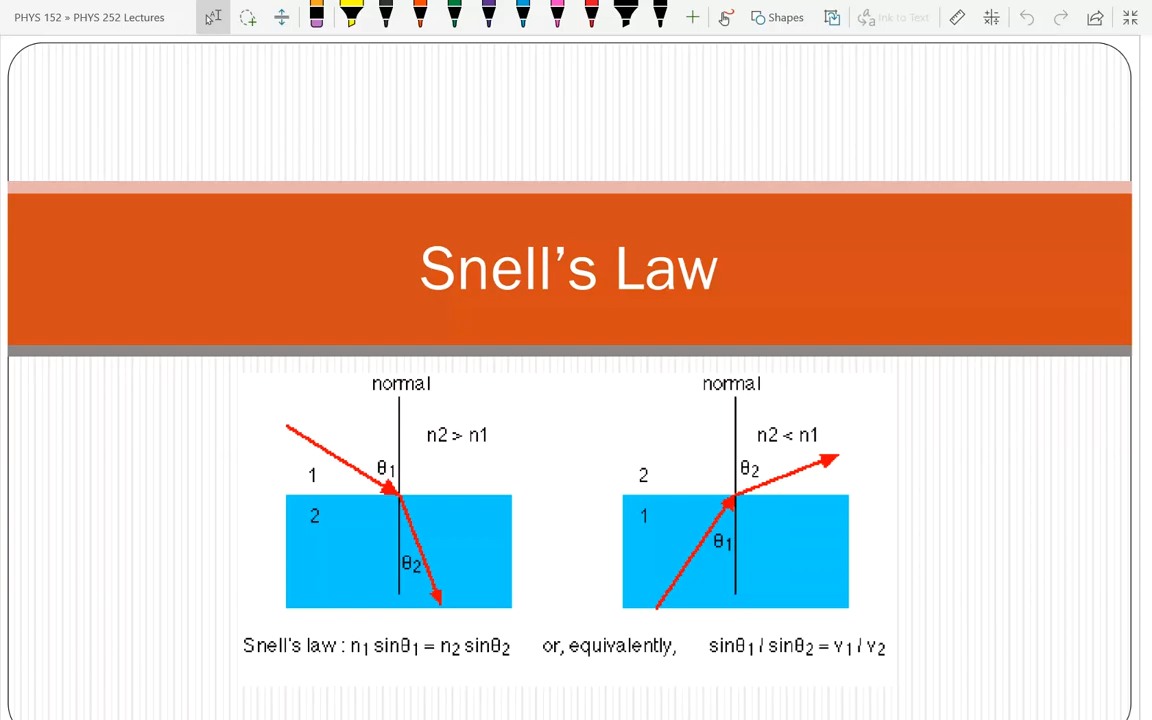 PHYS 152 » PHYS 252 Lectures
Shapes
Ink to Text
Snell’s Law
normal
normal
n2 > n1
n2 < n1
θ1
θ2
1
2
2
1
θ1
θ2
Snell's law : n1 sinθ1 = n2 sinθ2 or, equivalently, sinθ1 / sinθ2 = v1 / v2